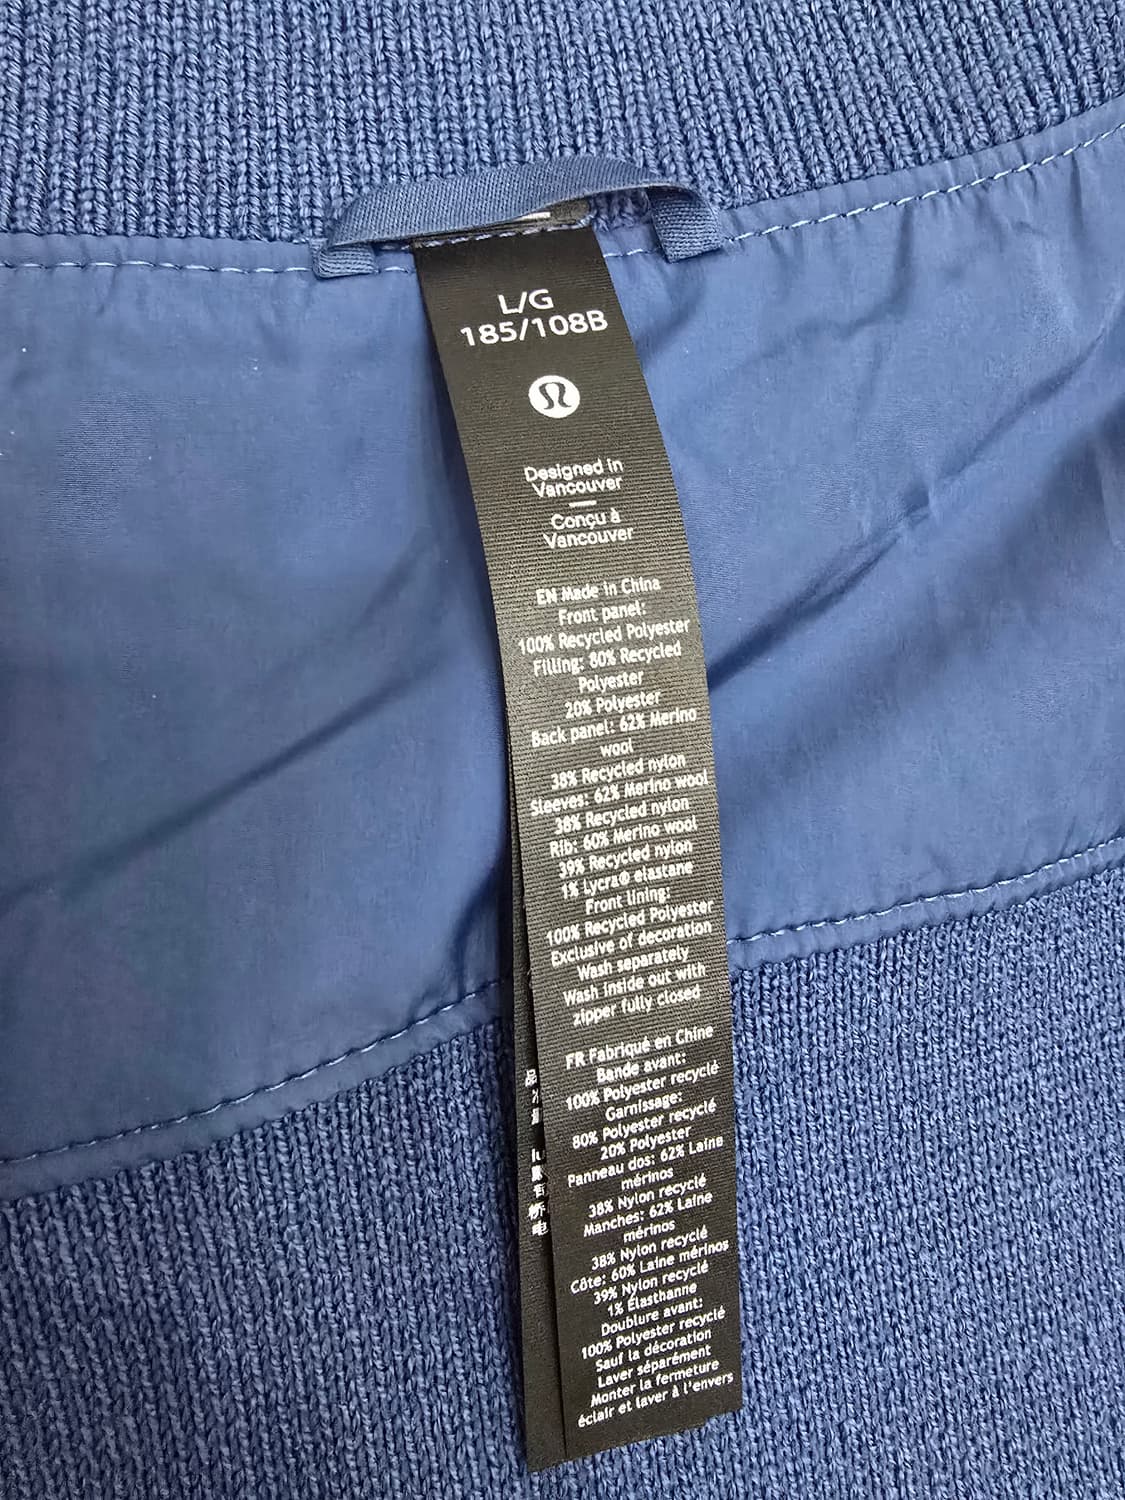 L/G
185/108B
Designed in
Vancouver
Conçu à
Vancouver
EN Made in China
Front panel:
100% Recycled Polyester
Filling: 80% Recycled
Polyester
20% Polyester
Back panel: 62% Merino
wool
38% Recycled nylon
Sleeves: 62% Merino wool
38% Recycled nylon
Rib: 60% Merino wool
39% Recycled nylon
1% Lycra® elastane
Front lining:
100% Recycled Polyester
Exclusive of decoration
Wash separately
Wash inside out with
zipper fully closed
FR Fabriqué en Chine
Bande avant:
100% Polyester recyclé
Garnissage:
80% Polyester recyclé
20% Polyester
Panneau dos: 62% Laine
mérinos
38% Nylon recyclé
Manches: 62% Laine
mérinos
38% Nylon recyclé
Côte: 60% Laine mérinos
39% Nylon recyclé
1% Élasthanne
Doublure avant:
100% Polyester recyclé
Sauf la décoration
Laver séparément
Monter la fermeture
éclair et laver à l'envers